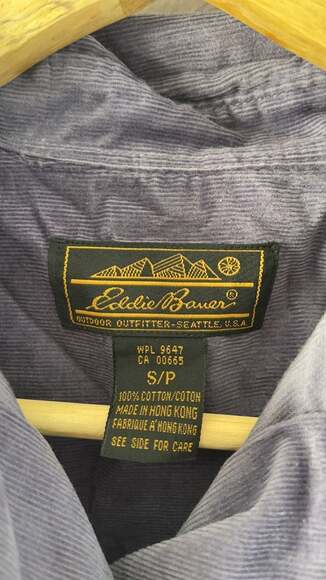 Eddie Bauer®
OUTDOOR OUTFITTER-SEATTLE, U.S.A.
WPL 9647
CA 00665
S/P
100% COTTON/COTON
MADE IN HONG KONG
FABRIQUE A' HONG KONG
SEE SIDE FOR CARE